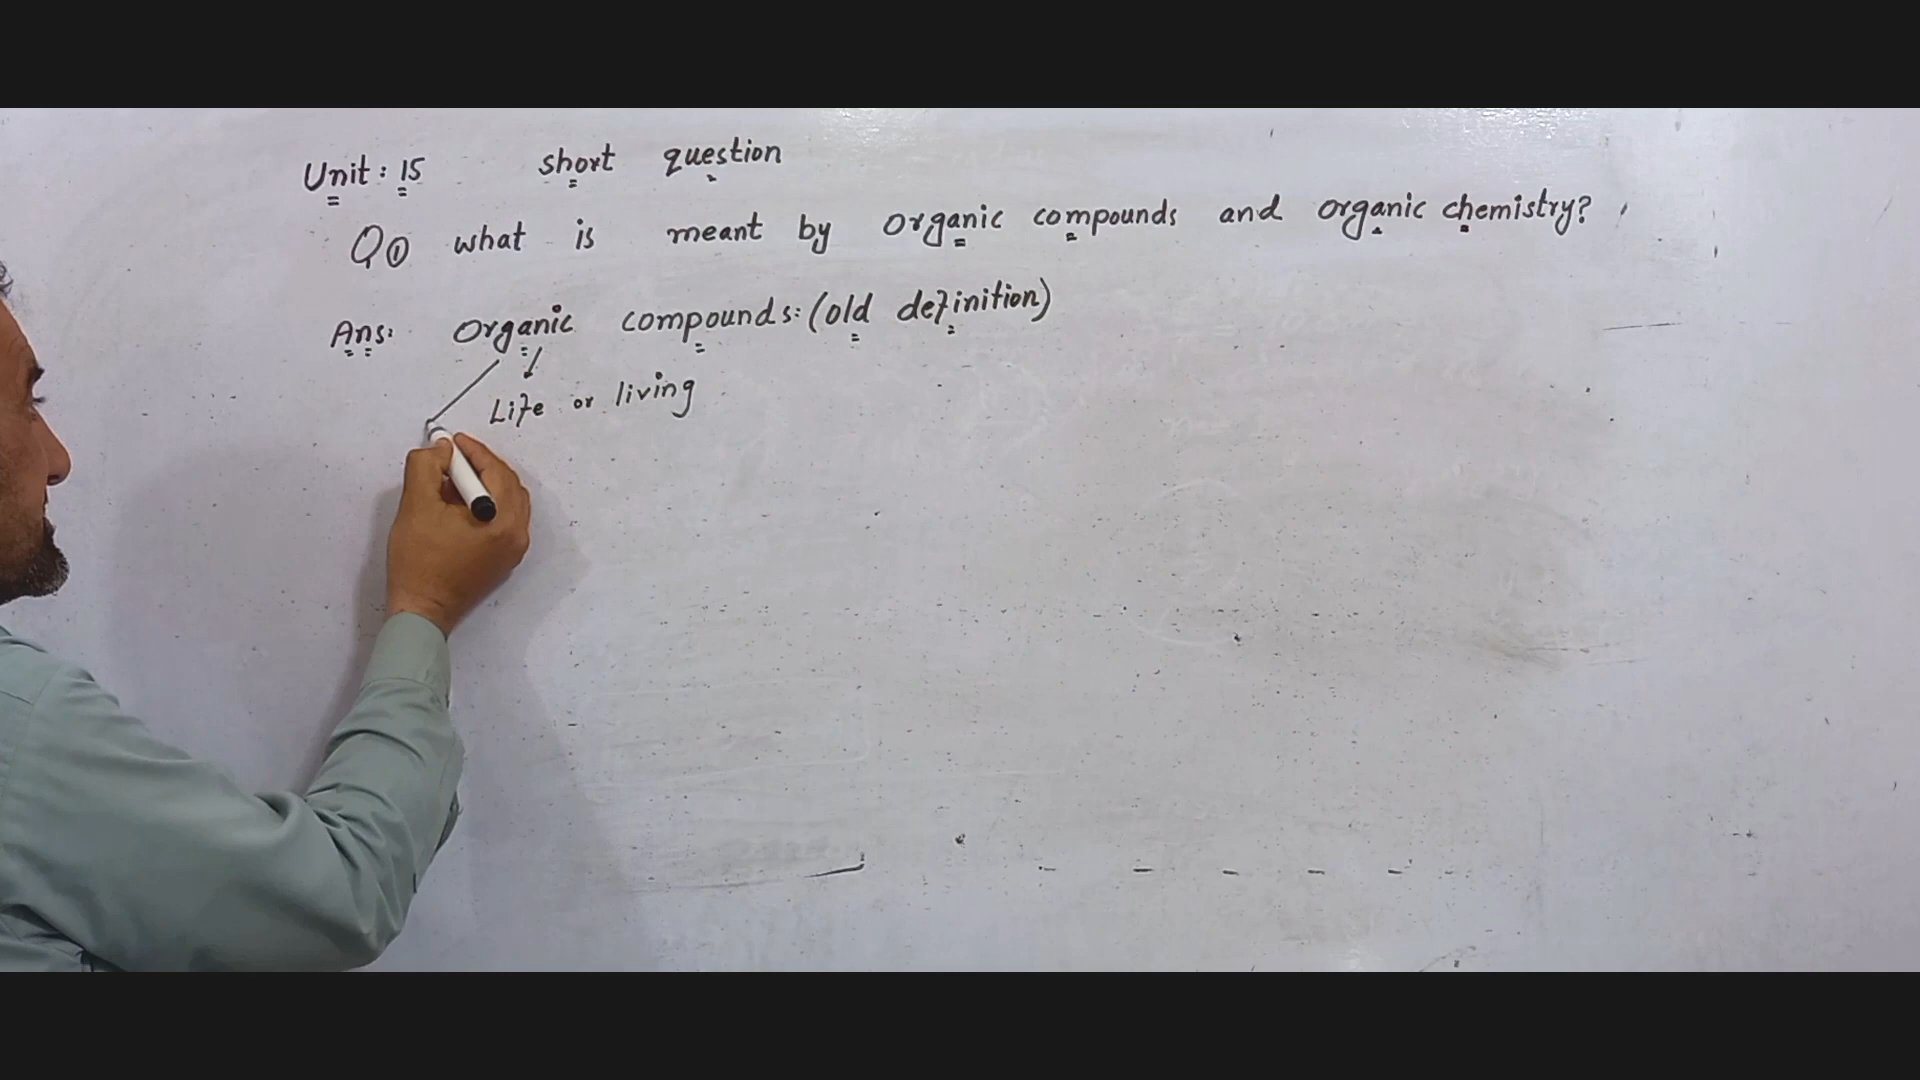 Unit: 15 short question
Q① what is meant by organic compounds and organic chemistry?
Ans: Organic compounds: (old definition)
Life or living